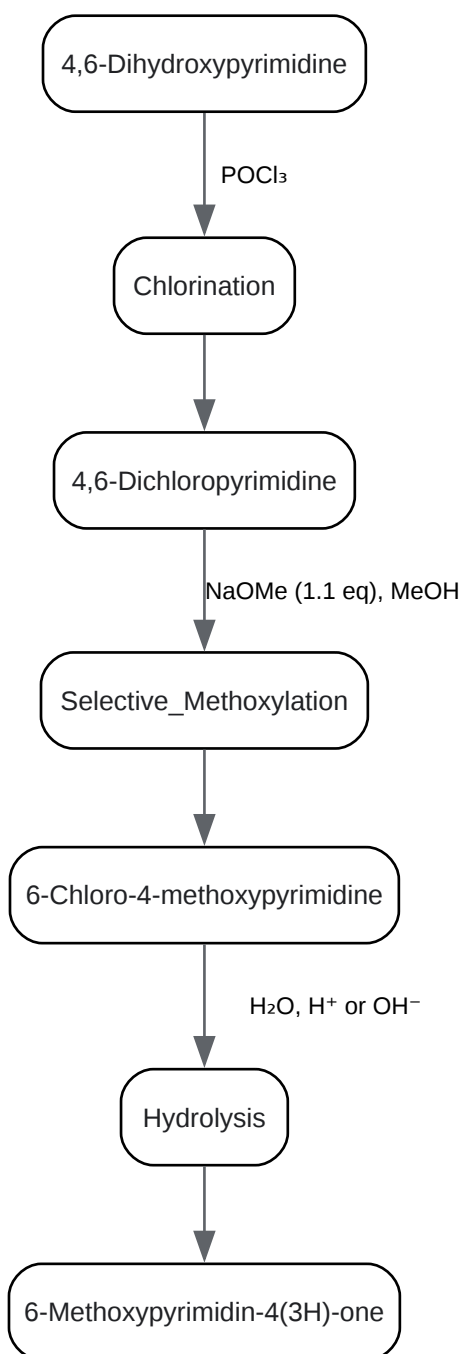 4,6-Dihydroxypyrimidine
POCl₃
Chlorination
4,6-Dichloropyrimidine
NaOMe (1.1 eq), MeOH
Selective_Methoxylation
6-Chloro-4-methoxypyrimidine
H₂O, H⁺ or OH⁻
Hydrolysis
6-Methoxypyrimidin-4(3H)-one